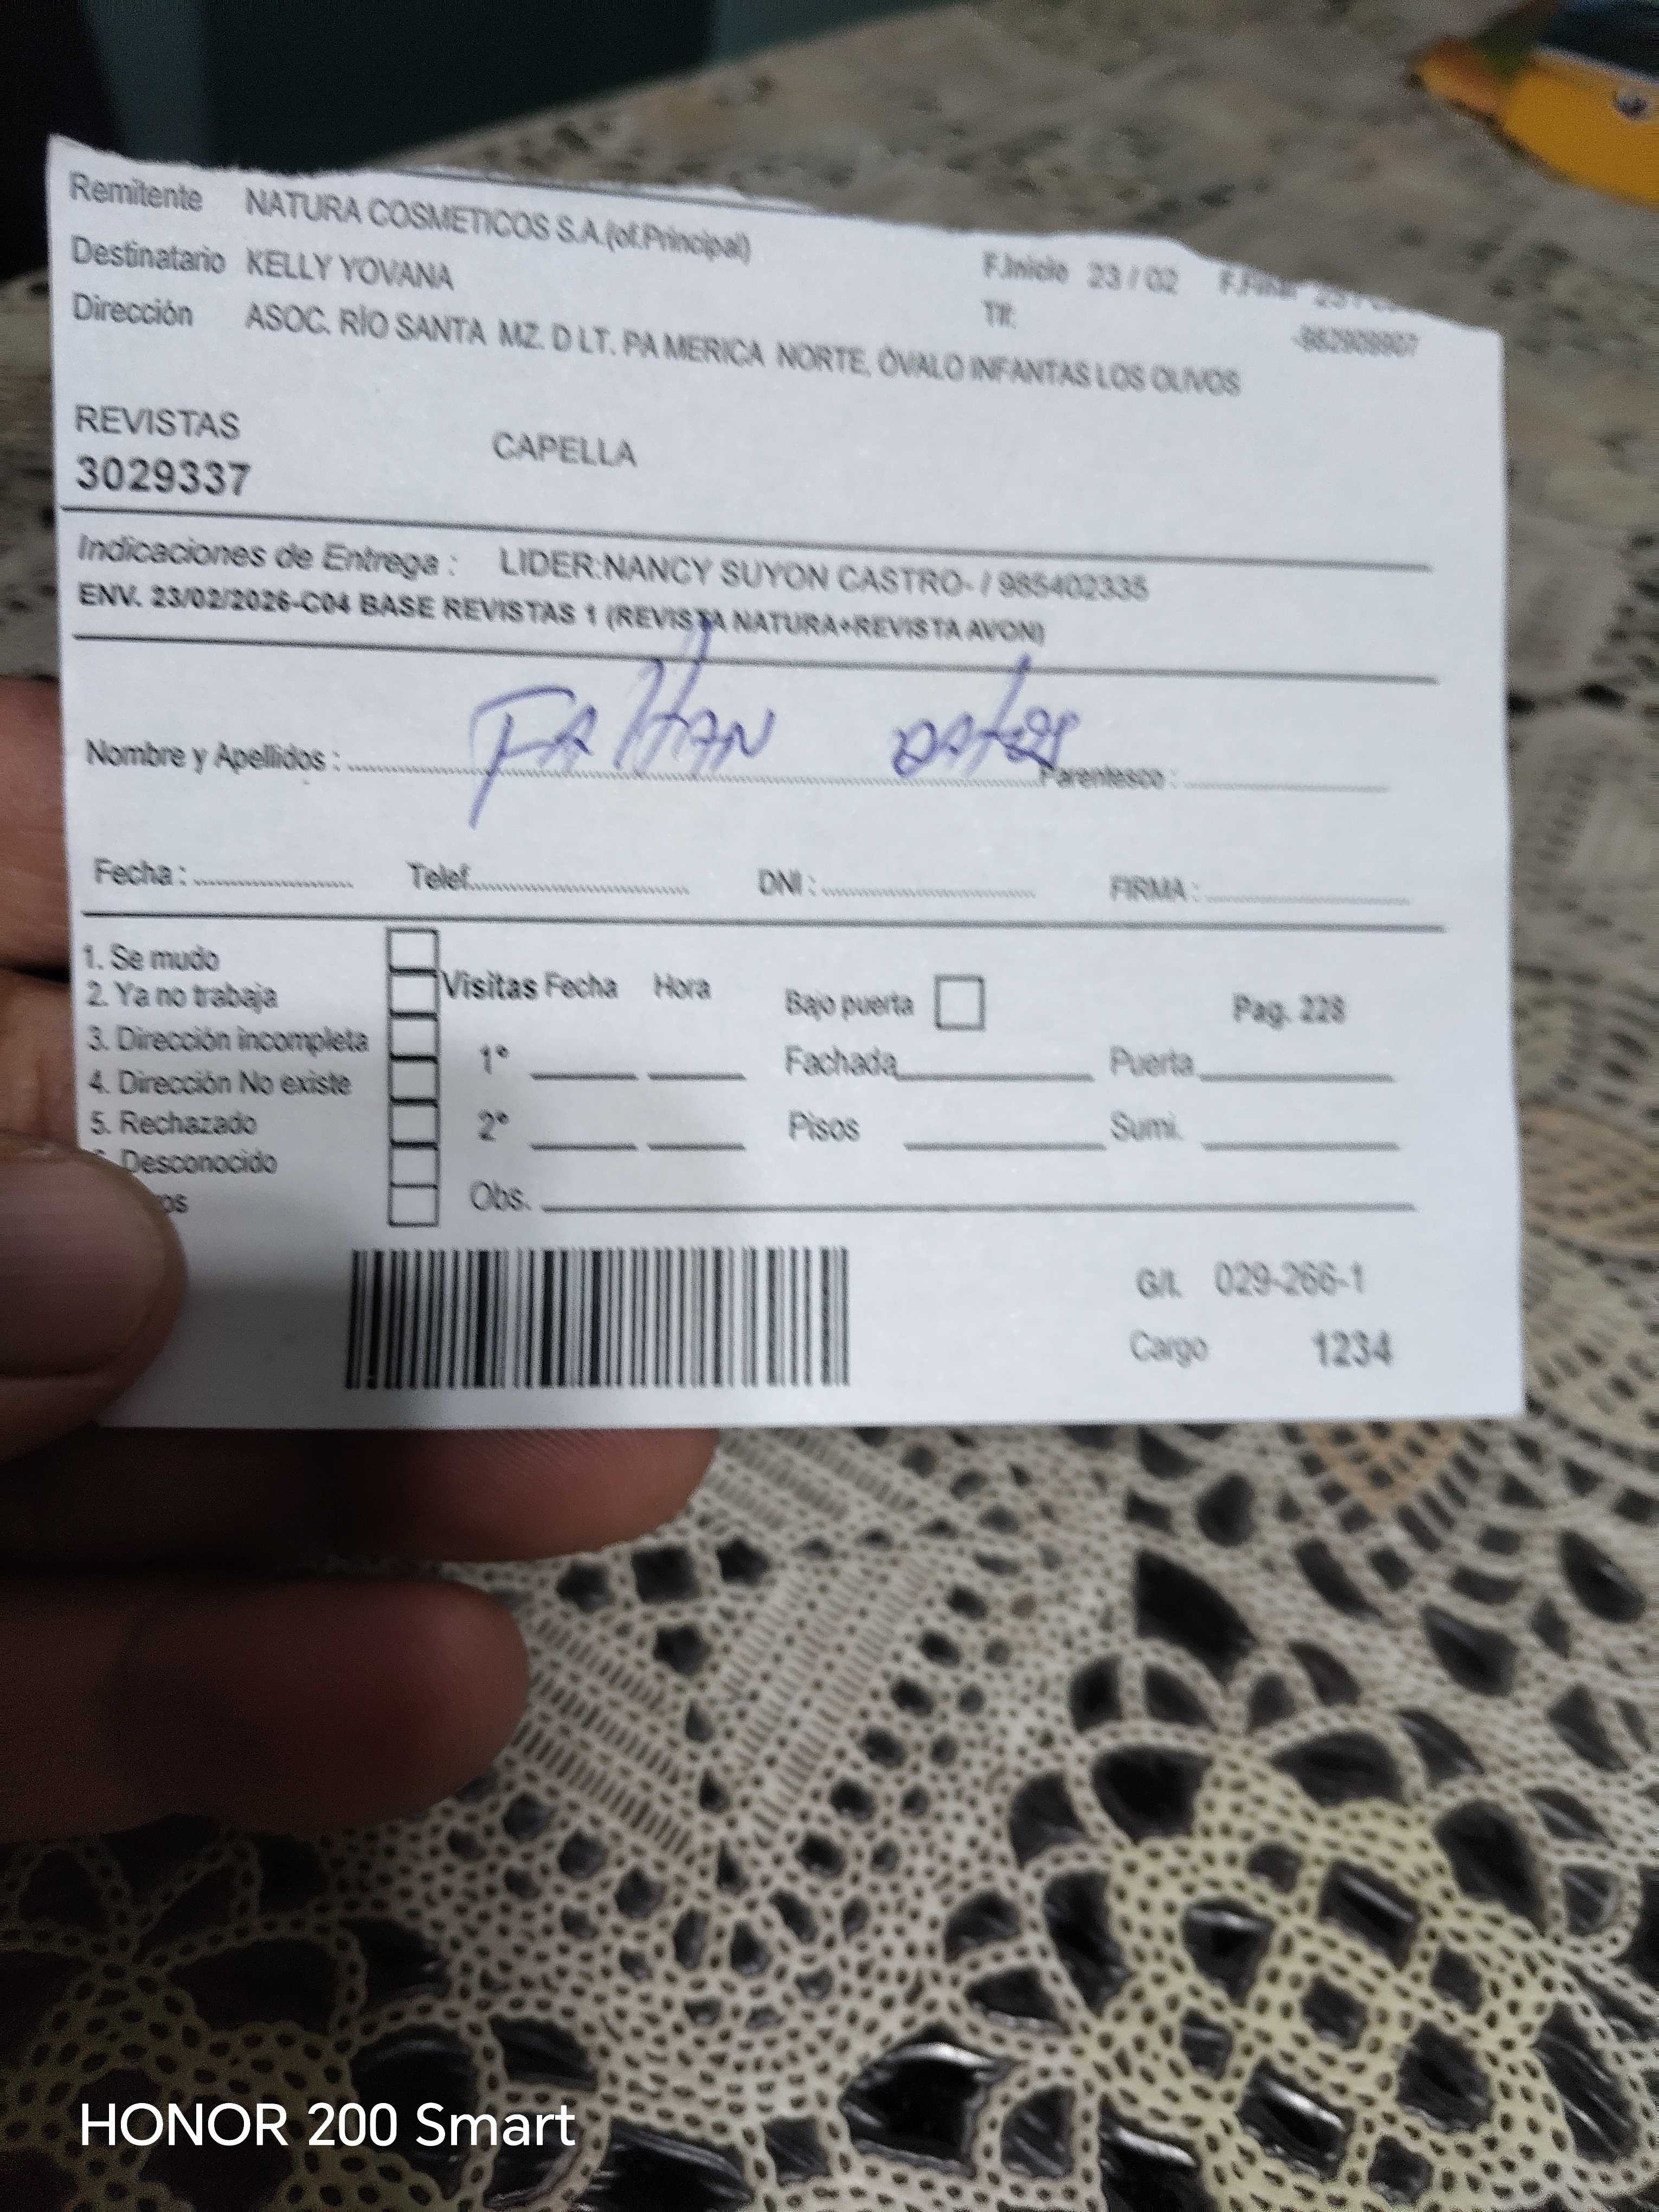 Remitente NATURA COSMETICOS S.A.(of.Principal)
F.Inicio 23 / 02 F.Final
Destinatario KELLY YOVANA
Tlf:
Dirección ASOC. RÍO SANTA MZ. D LT. PA MERICA NORTE, ÓVALO INFANTAS LOS OLIVOS
REVISTAS CAPELLA
3029337
Indicaciones de Entrega : LIDER:NANCY SUYON CASTRO- / 985402335
ENV. 23/02/2026-C04 BASE REVISTAS 1 (REVISTA NATURA+REVISTA AVON)
FAltAN DAtos
Nombre y Apellidos : Parentesco :
Fecha : Telef. DNI : FIRMA :
1. Se mudo
2. Ya no trabaja
3. Dirección incompleta
4. Dirección No existe
5. Rechazado
Desconocido
Visitas Fecha Hora
1°
2°
Obs.
Bajo puerta Pag. 228
Fachada Puerta
Pisos Sumi.
G/I. 029-266-1
Cargo 1234
HONOR 200 Smart